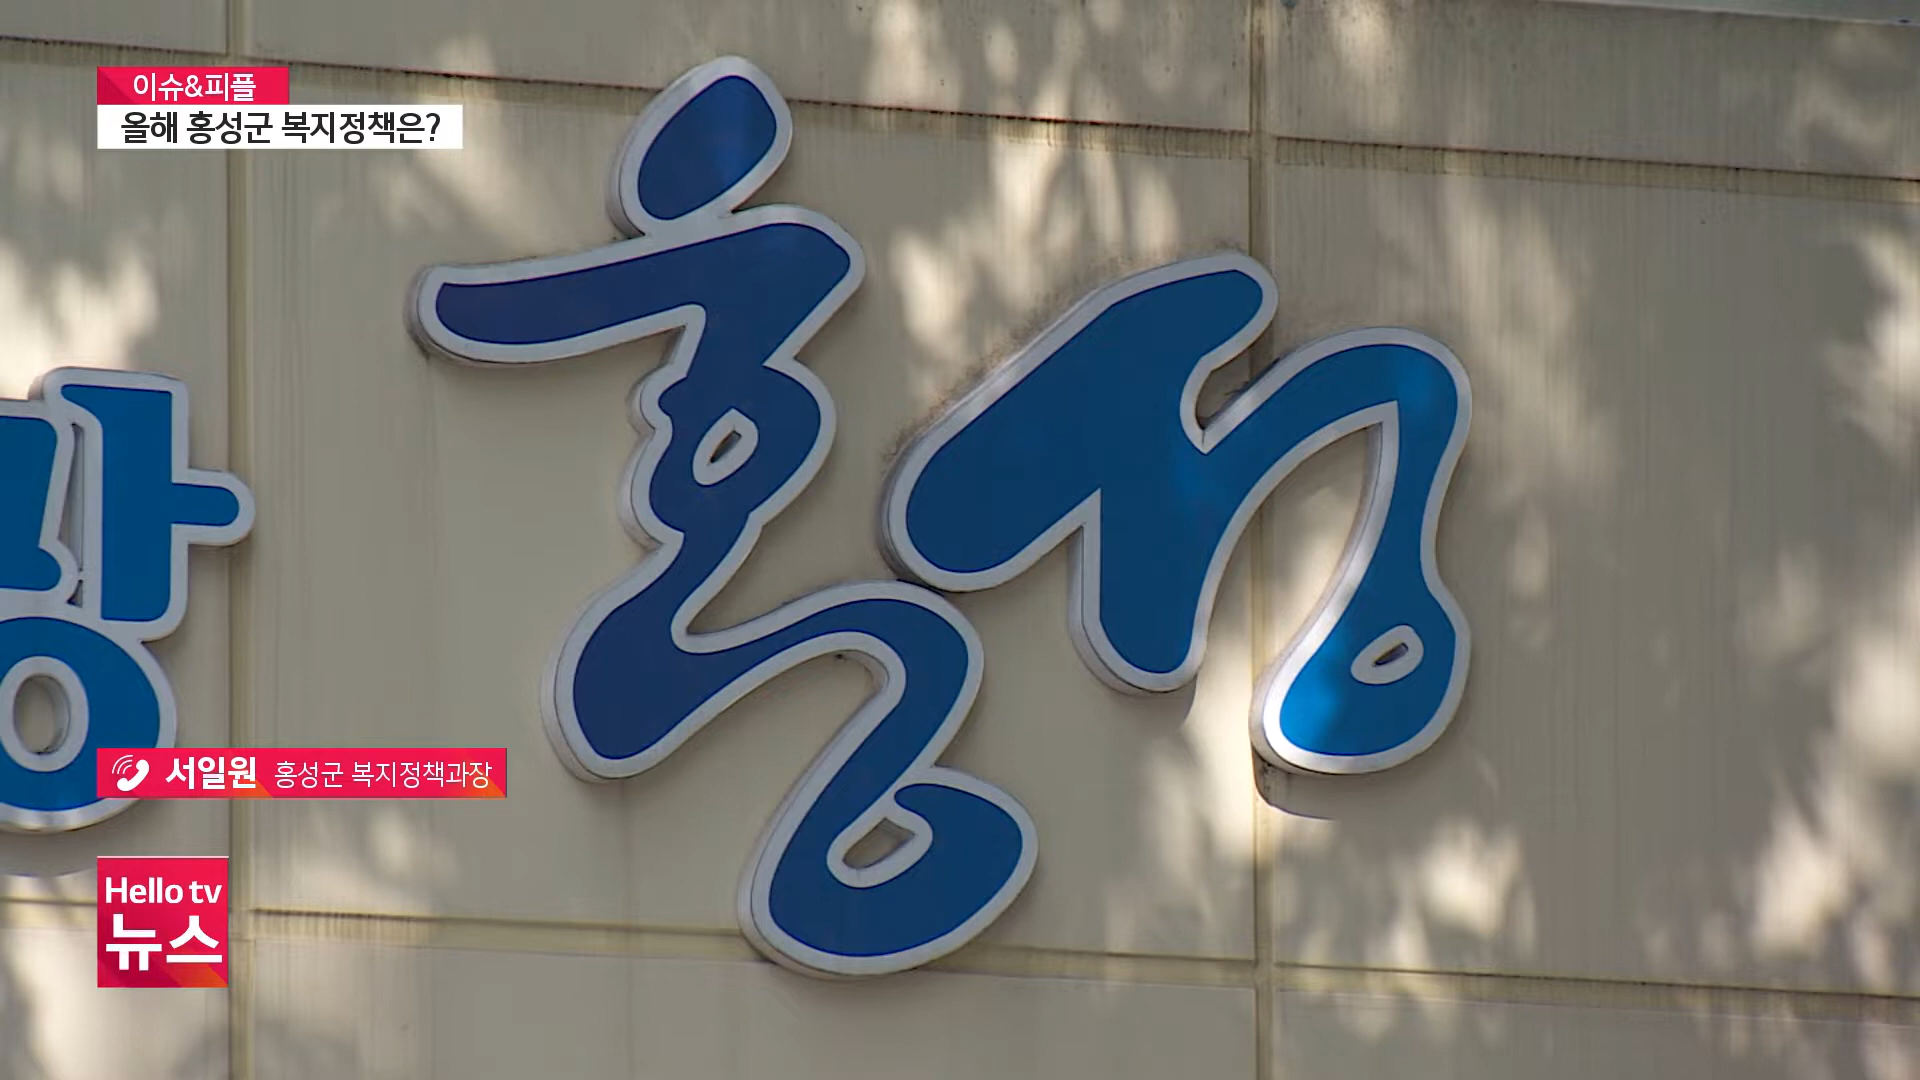 이슈&피플
올해 홍성군 복지정책은?
홍성
서일원 홍성군 복지정책과장
Hello tv
뉴스